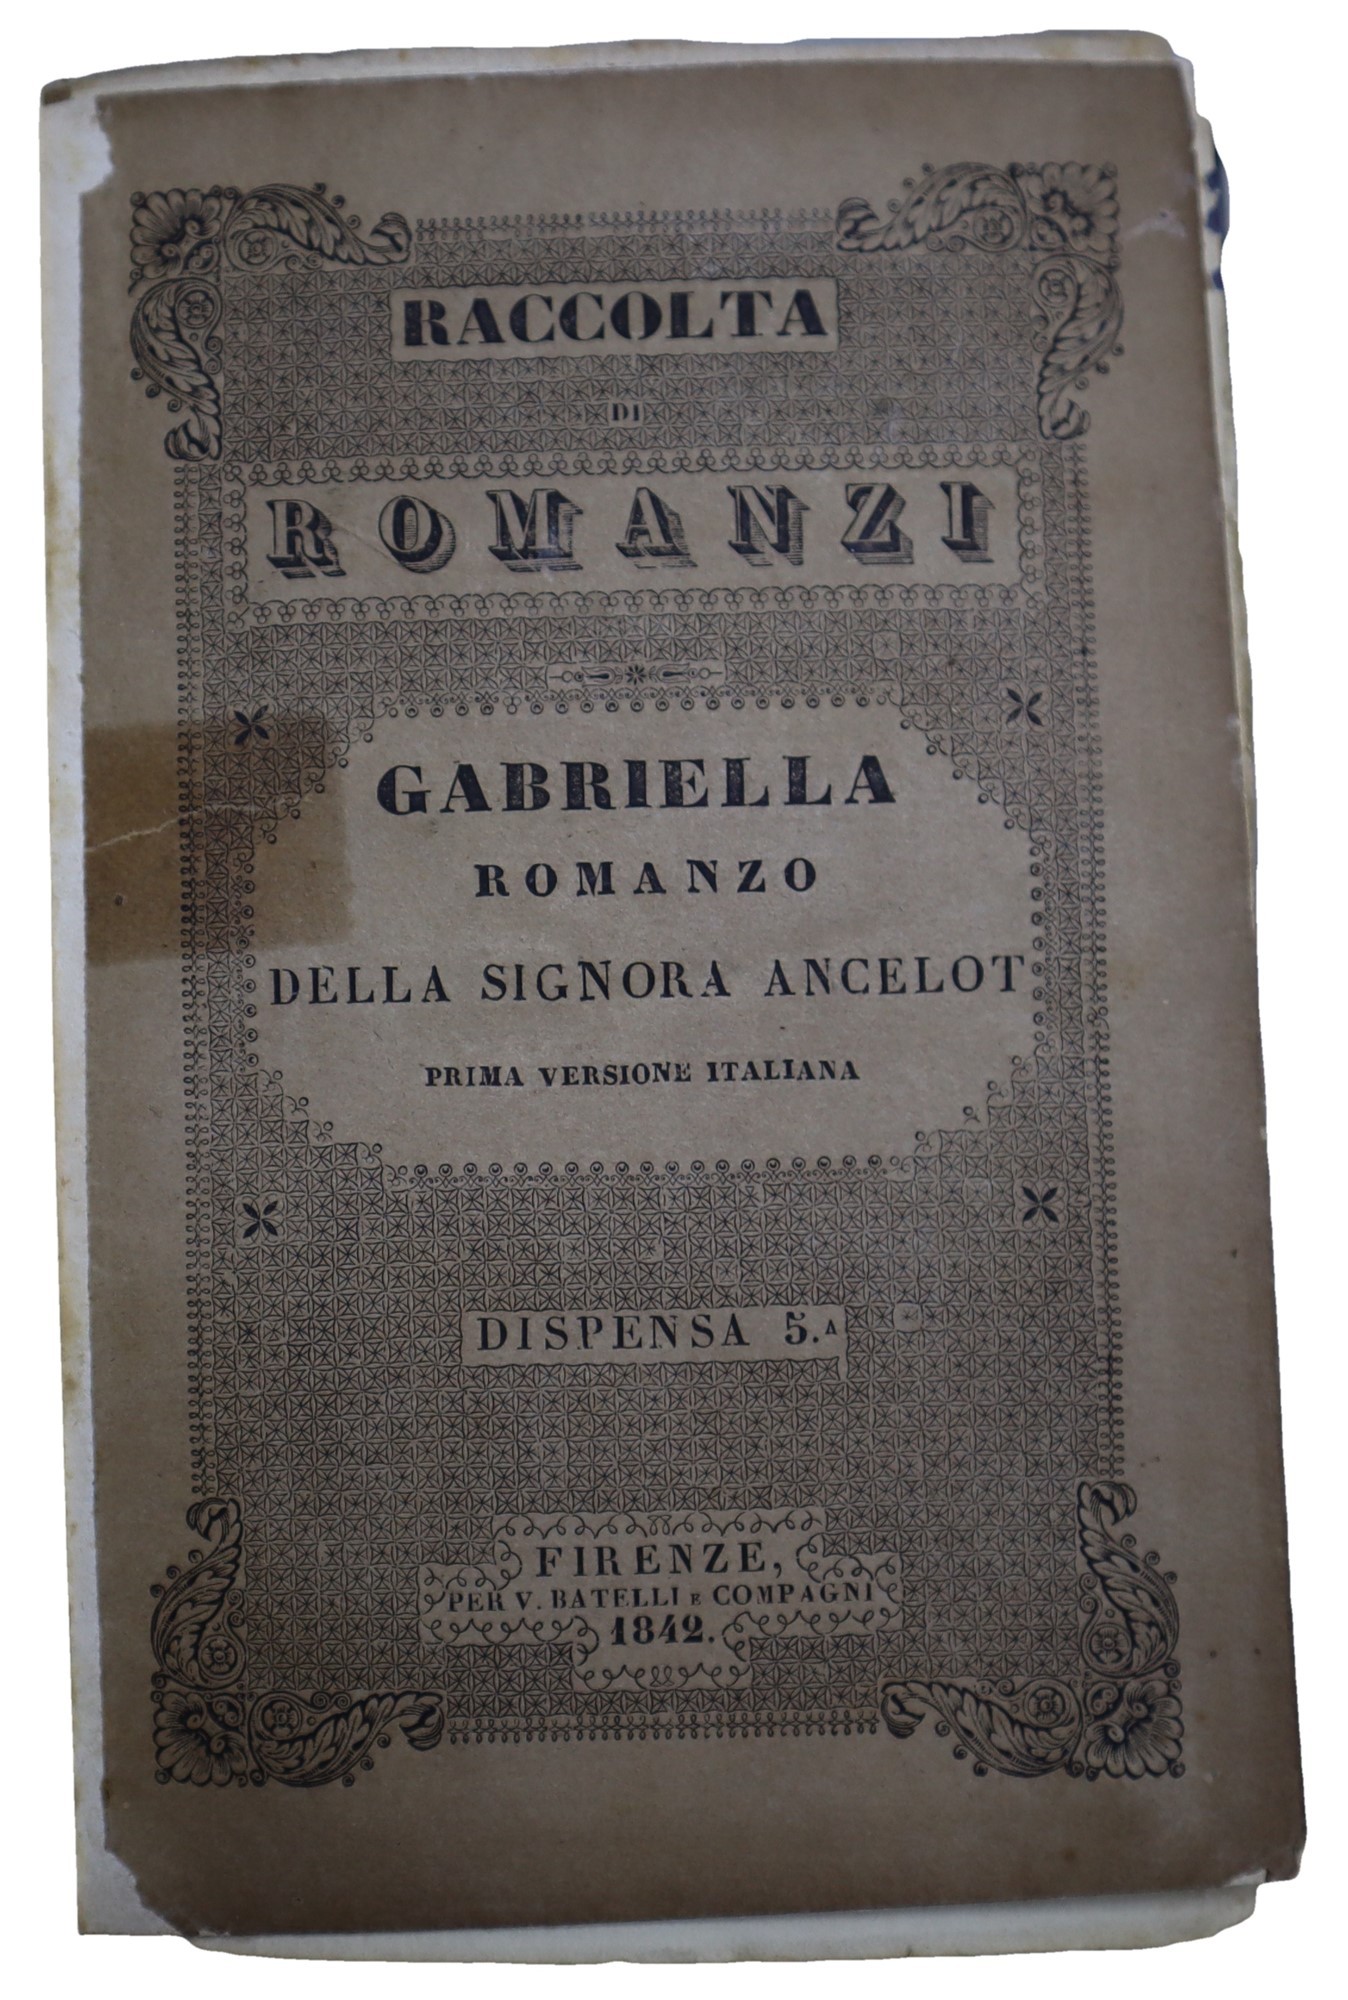 RACCOLTA
DI
ROMANZI
GABRIELLA
ROMANZO
DELLA SIGNORA ANCELOT
PRIMA VERSIONE ITALIANA
DISPENSA 5.A
FIRENZE,
PER V. BATELLI E COMPAGNI
1842.